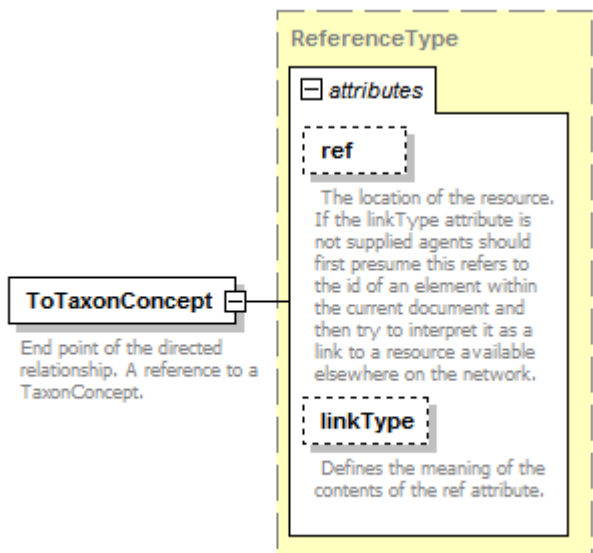 ReferenceType
attributes
ref
The location of the resource.
If the linkType attribute is
not supplied agents should
first presume this refers to
the id of an element within
the current document and
then try to interpret it as a
link to a resource available
elsewhere on the network.
ToTaxonConcept
End point of the directed
relationship. A reference to a
TaxonConcept.
linkType
Defines the meaning of the
contents of the ref attribute.